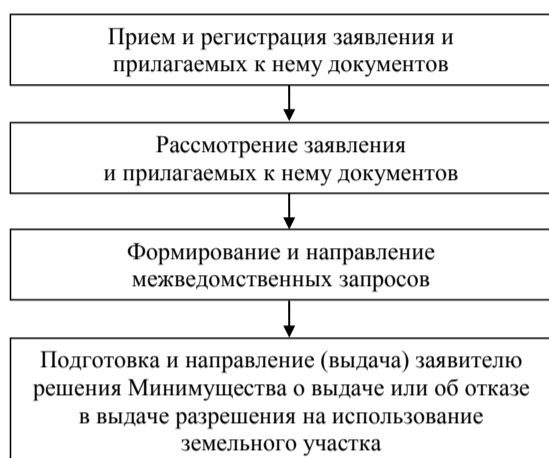 Прием и регистрация заявления и
прилагаемых к нему документов
Рассмотрение заявления
и прилагаемых к нему документов
Формирование и направление
межведомственных запросов
Подготовка и направление (выдача) заявителю
решения Минимущества о выдаче или об отказе
в выдаче разрешения на использование
земельного участка